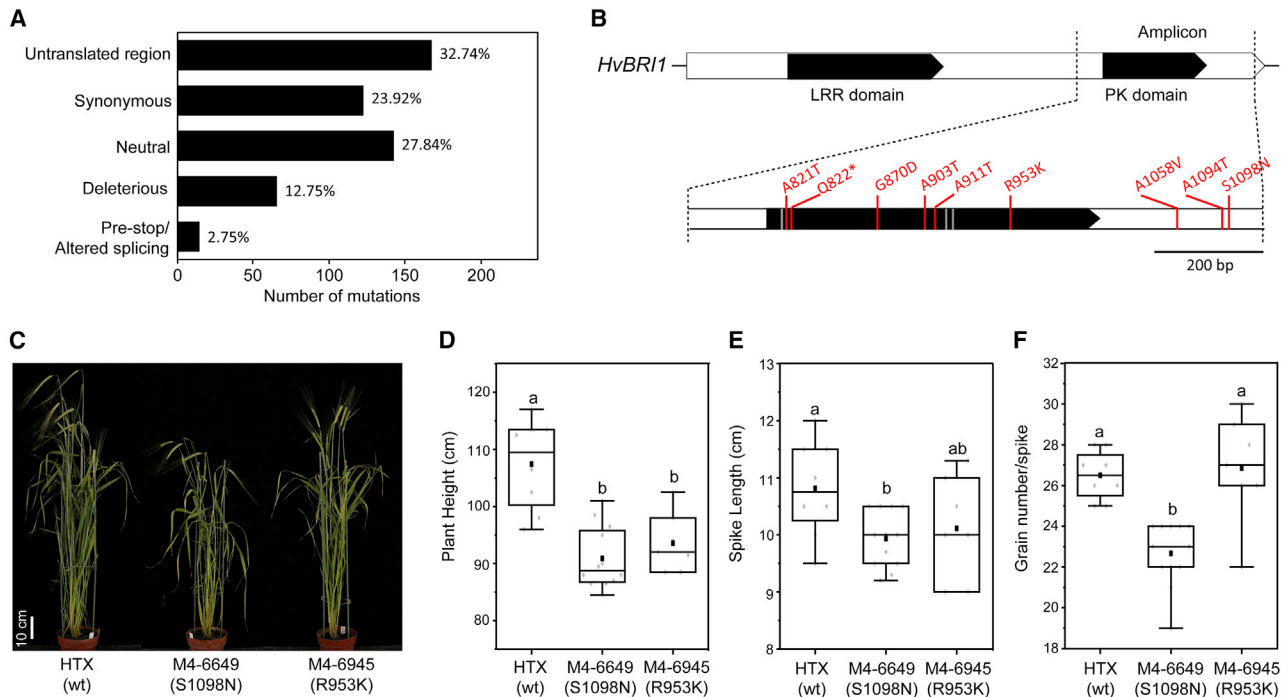 A
Untranslated region
32.74%
Synonymous
23.92%
Neutral
27.84%
Deleterious
12.75%
Pre-stop/
Altered splicing
2.75%
0 50 100 150 200
Number of mutations
B
Amplicon
HvBRI1
LRR domain
PK domain
A821T
Q822*
G870D
A903T
A911T
R953K
A1058V
A1094T
S1098N
200 bp
C
10 cm
HTX
(wt)
M4-6649
(S1098N)
M4-6945
(R953K)
D
Plant Height (cm)
120
100
90
80
a
b
b
HTX
(wt)
M4-6649
(S1098N)
M4-6945
(R953K)
E
Spike Length (cm)
13
12
11
10
9
8
a
b
ab
HTX
(wt)
M4-6649
(S1098N)
M4-6945
(R953K)
F
Grain number/spike
32
30
28
26
24
22
20
18
a
b
a
HTX
(wt)
M4-6649
(S1098N)
M4-6945
(R953K)